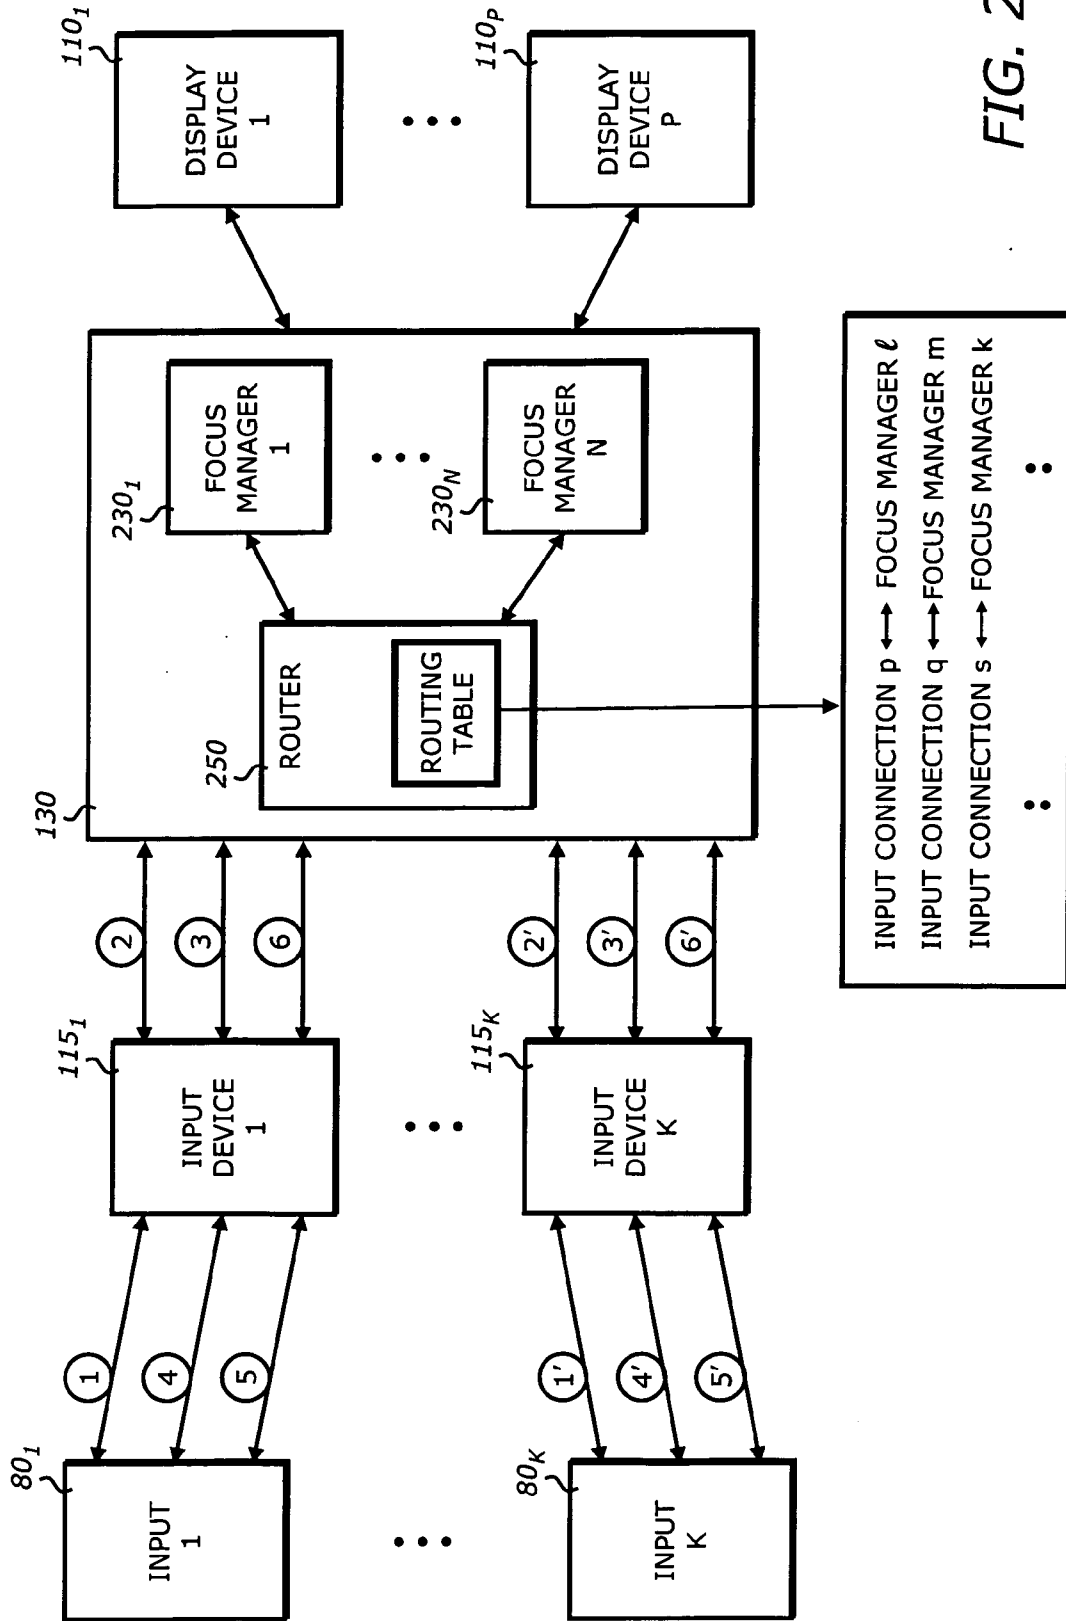 80₁
INPUT
1
80K
INPUT
K
1
4
5
1'
4'
5'
115₁
INPUT
DEVICE
1
115K
INPUT
DEVICE
K
2
3
6
2'
3'
6'
130
250
ROUTER
ROUTING
TABLE
230₁
FOCUS
MANAGER
1
230N
FOCUS
MANAGER
N
110₁
DISPLAY
DEVICE
1
110P
DISPLAY
DEVICE
P
INPUT CONNECTION p ↔ FOCUS MANAGER ℓ
INPUT CONNECTION q ↔ FOCUS MANAGER m
INPUT CONNECTION s ↔ FOCUS MANAGER k
FIG. 2